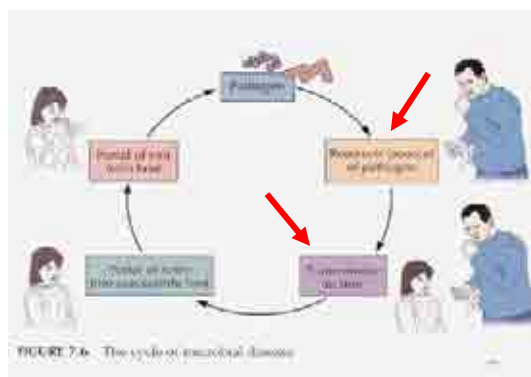 Pathogen
Reservoir (source)
of pathogen
Transmission
to host
Portal of entry
into susceptible host
Portal of exit
from host
FIGURE 7.6 The cycle of microbial disease